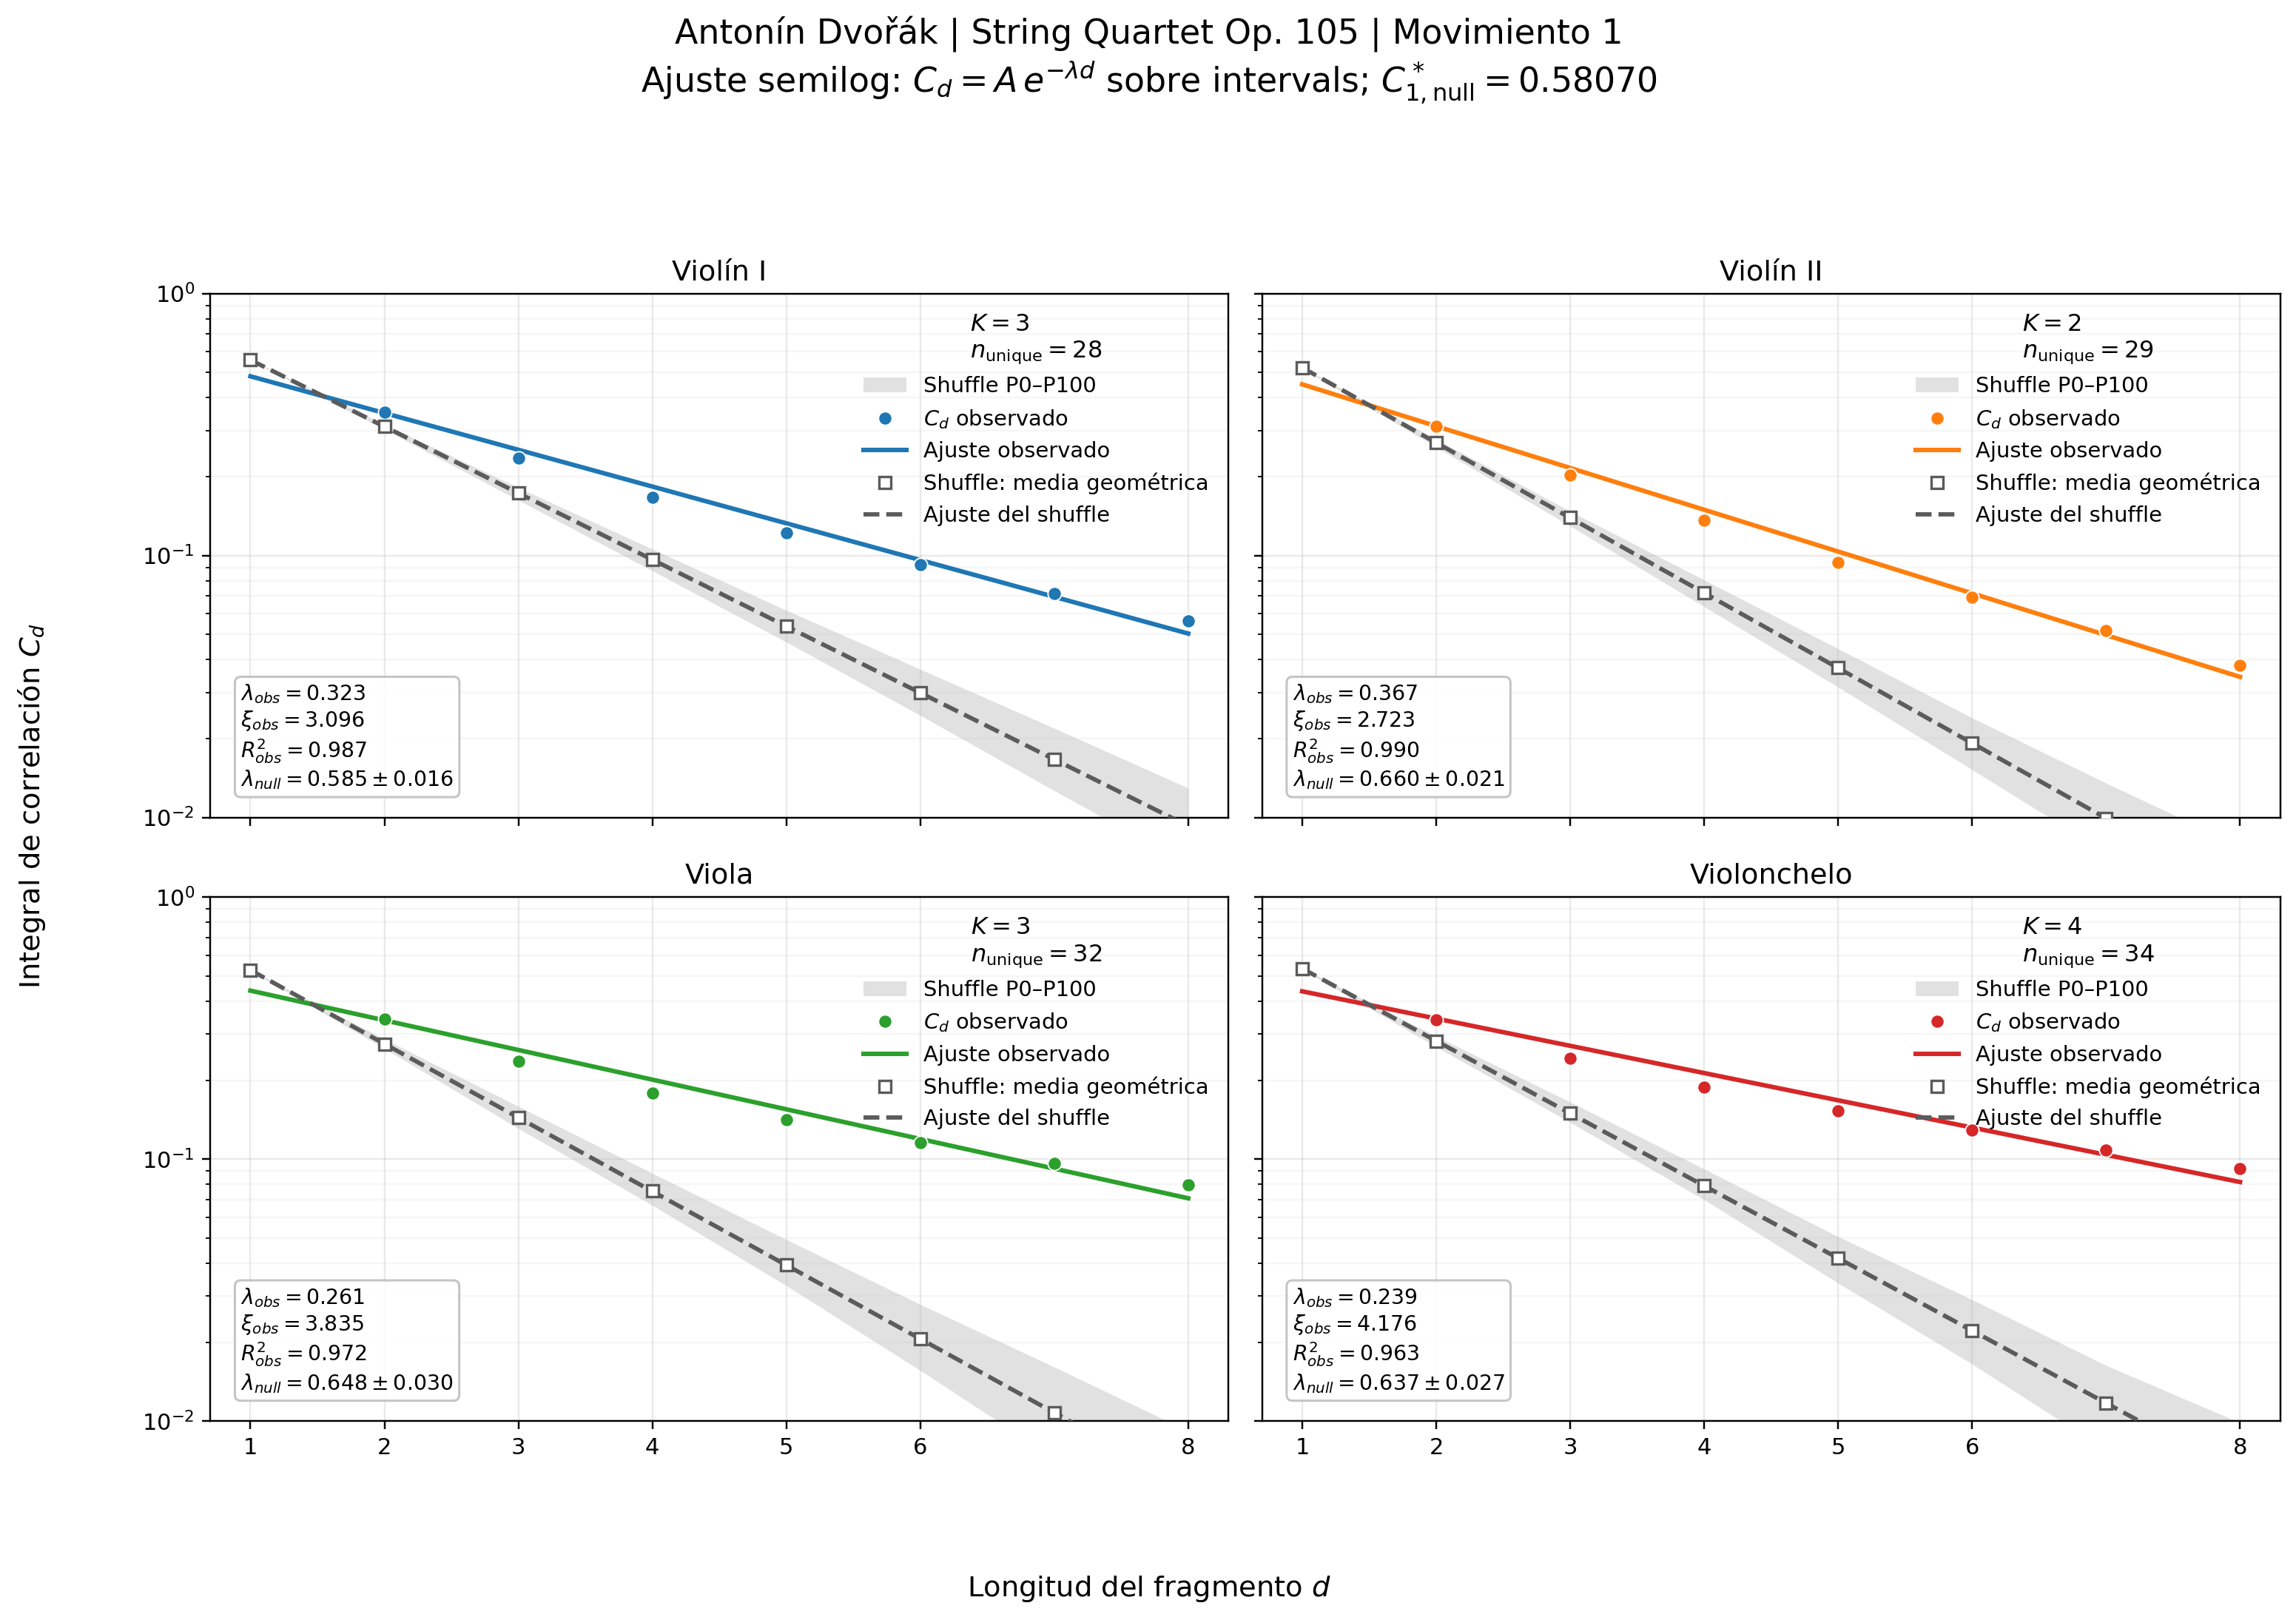 Antonín Dvořák | String Quartet Op. 105 | Movimiento 1
Ajuste semilog: C_d = A e^{−λd} sobre intervals; C^*_{1,null} = 0.58070
Integral de correlación C_d
Violín I
10^0
10^{−1}
10^{−2}
K = 3
n_unique = 28
Shuffle P0–P100
C_d observado
Ajuste observado
Shuffle: media geométrica
Ajuste del shuffle
λ_obs = 0.323
ξ_obs = 3.096
R^2_obs = 0.987
λ_null = 0.585 ± 0.016
Violín II
K = 2
n_unique = 29
Shuffle P0–P100
C_d observado
Ajuste observado
Shuffle: media geométrica
Ajuste del shuffle
λ_obs = 0.367
ξ_obs = 2.723
R^2_obs = 0.990
λ_null = 0.660 ± 0.021
Viola
10^0
10^{−1}
10^{−2}
K = 3
n_unique = 32
Shuffle P0–P100
C_d observado
Ajuste observado
Shuffle: media geométrica
Ajuste del shuffle
λ_obs = 0.261
ξ_obs = 3.835
R^2_obs = 0.972
λ_null = 0.648 ± 0.030
1 2 3 4 5 6 8
Violonchelo
K = 4
n_unique = 34
Shuffle P0–P100
C_d observado
Ajuste observado
Shuffle: media geométrica
Ajuste del shuffle
λ_obs = 0.239
ξ_obs = 4.176
R^2_obs = 0.963
λ_null = 0.637 ± 0.027
1 2 3 4 5 6 8
Longitud del fragmento d